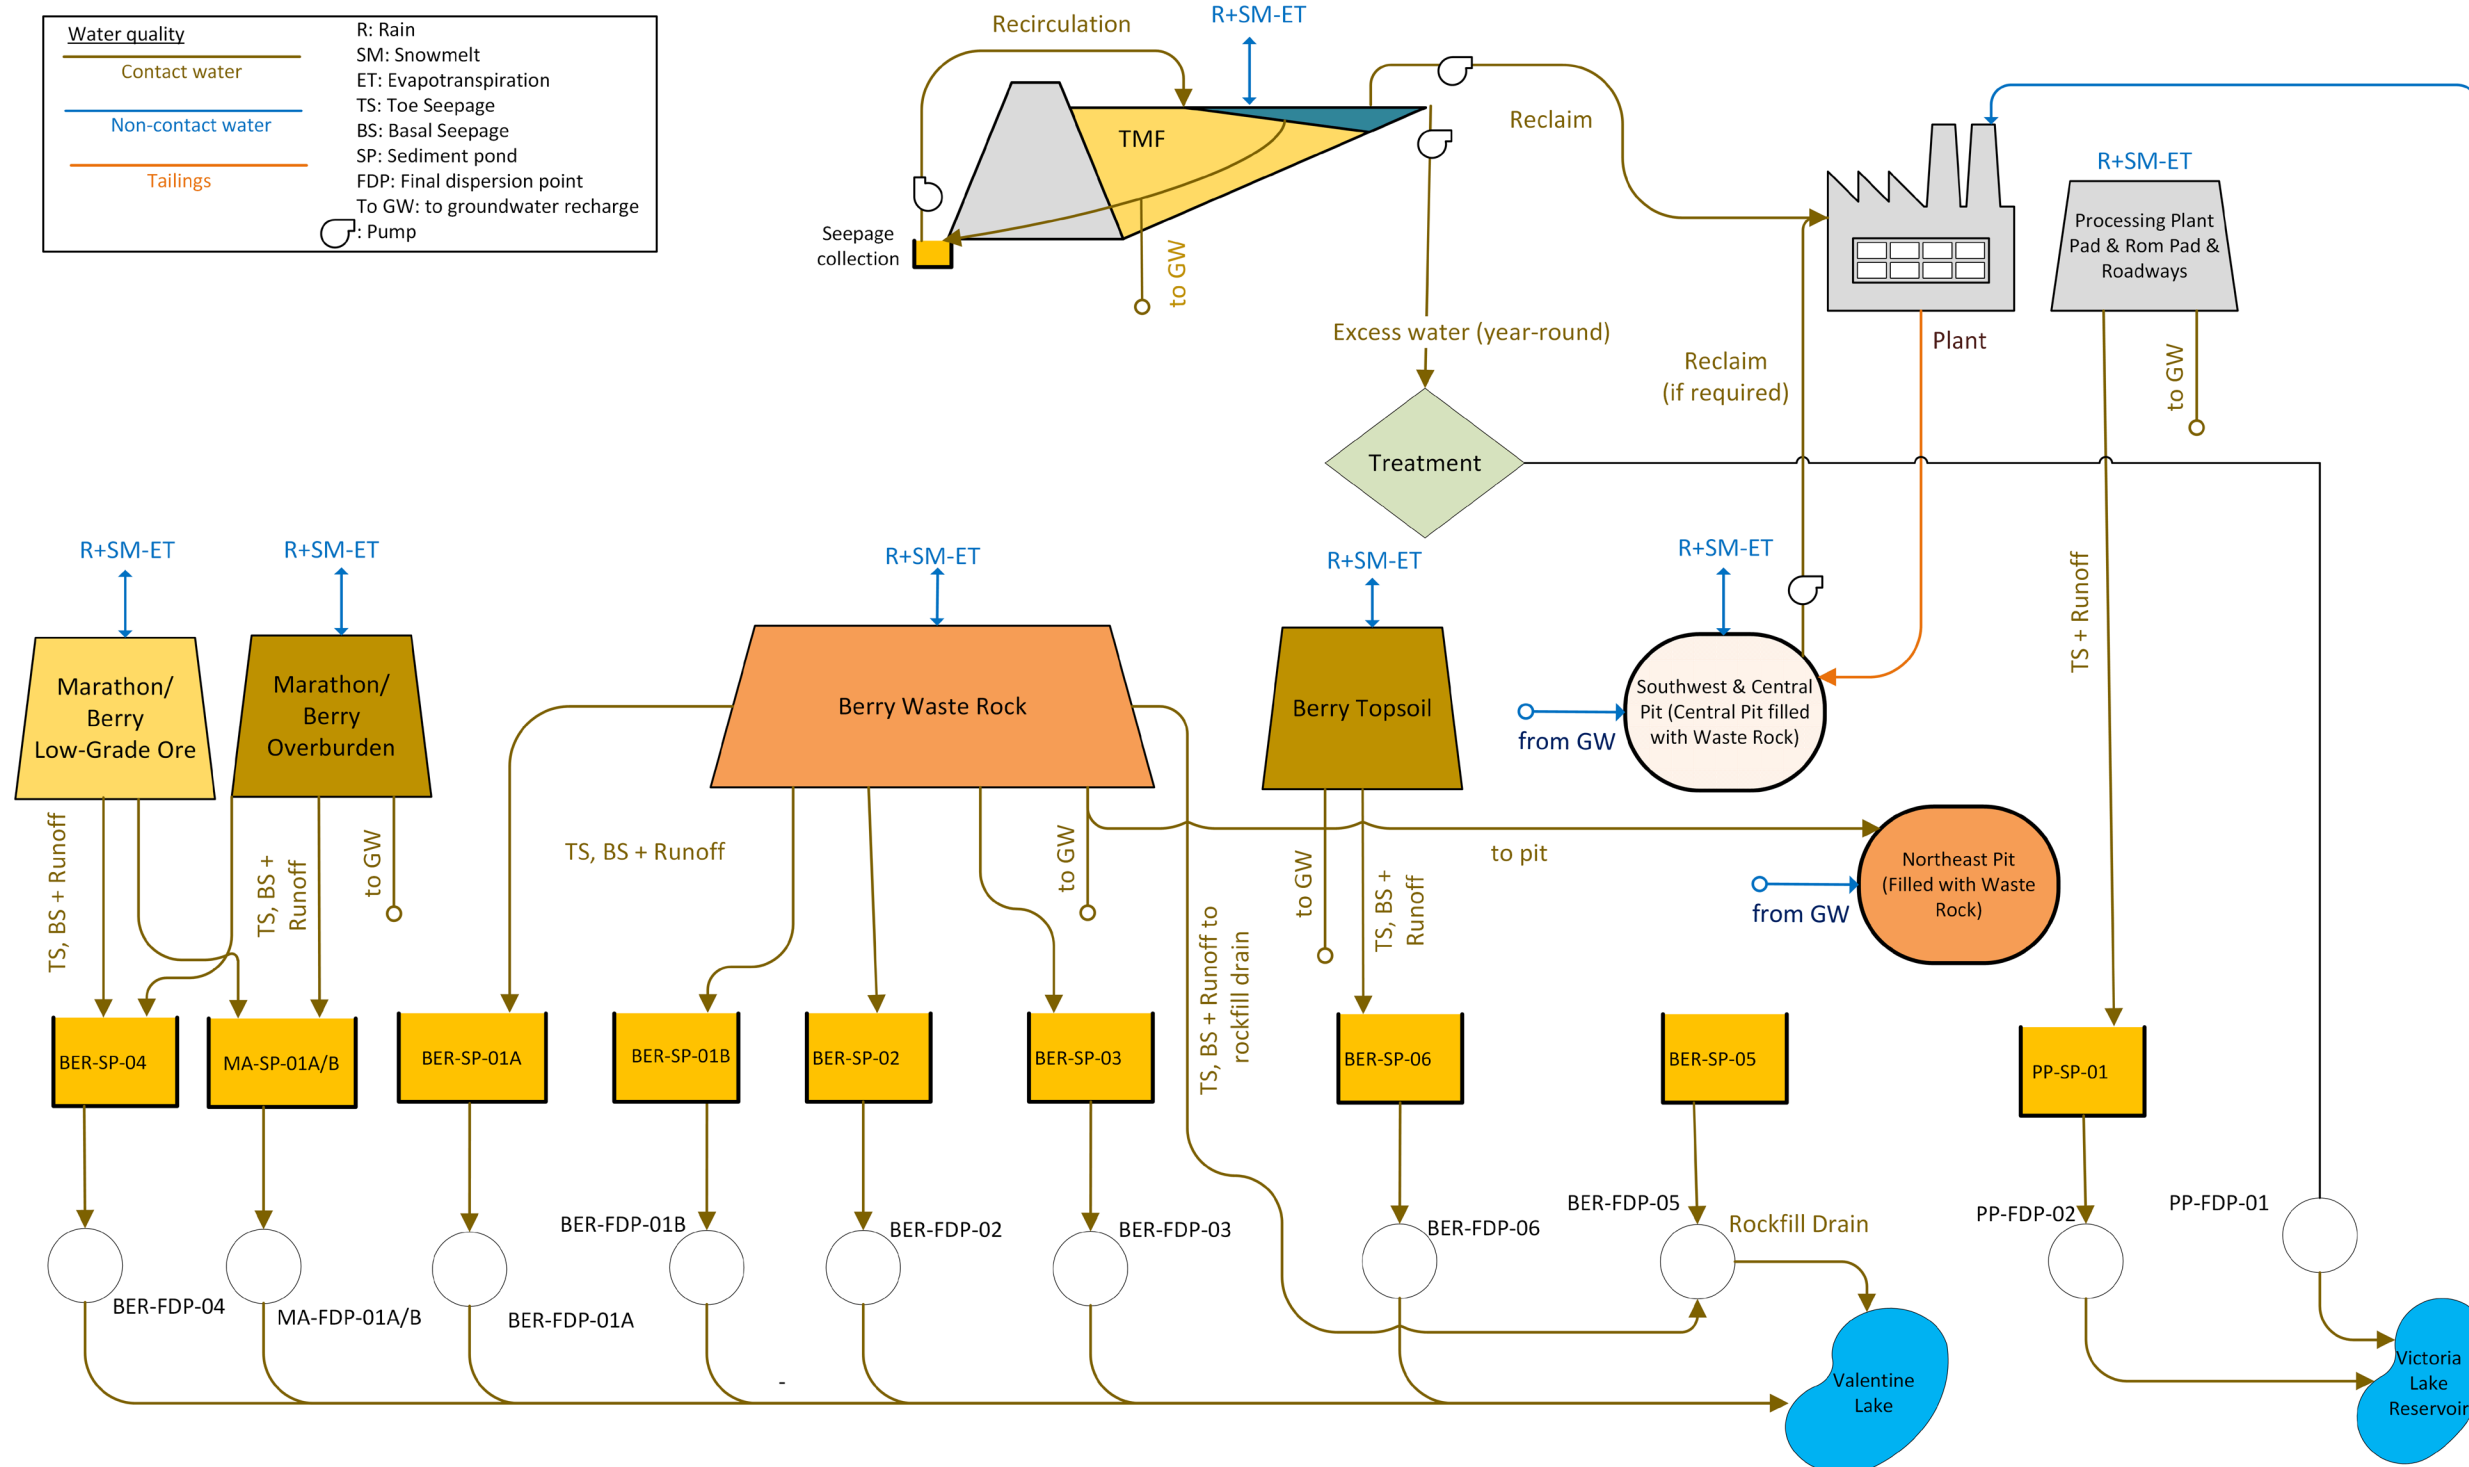 Water quality
Contact water
Non-contact water
Tailings
R: Rain
SM: Snowmelt
ET: Evapotranspiration
TS: Toe Seepage
BS: Basal Seepage
SP: Sediment pond
FDP: Final dispersion point
To GW: to groundwater recharge
: Pump
Recirculation
R+SM-ET
TMF
Reclaim
Seepage
collection
to GW
Excess water (year-round)
Treatment
Reclaim
(if required)
Plant
R+SM-ET
Processing Plant
Pad & Rom Pad &
Roadways
to GW
TS + Runoff
R+SM-ET
R+SM-ET
R+SM-ET
R+SM-ET
R+SM-ET
Marathon/
Berry
Low-Grade Ore
Marathon/
Berry
Overburden
Berry Waste Rock
Berry Topsoil
Southwest & Central
Pit (Central Pit filled
with Waste Rock)
from GW
TS, BS + Runoff
TS, BS +
Runoff
to GW
TS, BS + Runoff
to GW
TS, BS + Runoff to
rockfill drain
to GW
TS, BS +
Runoff
to pit
Northeast Pit
(Filled with Waste
Rock)
from GW
BER-SP-04
MA-SP-01A/B
BER-SP-01A
BER-SP-01B
BER-SP-02
BER-SP-03
BER-SP-06
BER-SP-05
PP-SP-01
BER-FDP-04
MA-FDP-01A/B
BER-FDP-01A
BER-FDP-01B
BER-FDP-02
BER-FDP-03
BER-FDP-06
BER-FDP-05
Rockfill Drain
PP-FDP-02
PP-FDP-01
-
Valentine
Lake
Victoria
Lake
Reservoir